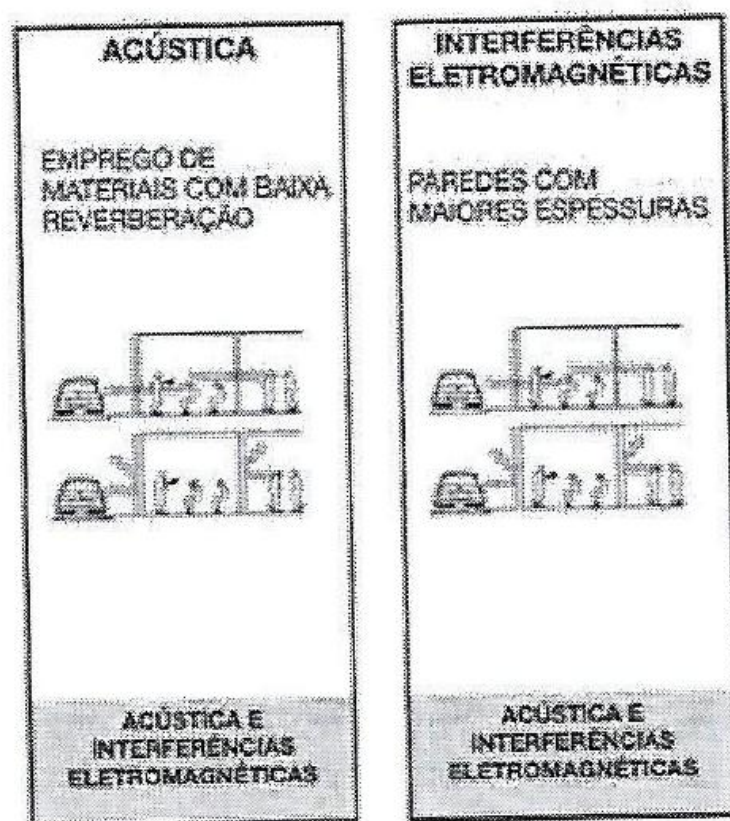 ACÚSTICA
EMPREGO DE
MATERIAIS COM BAIXA
REVERBERAÇÃO
ACÚSTICA E
INTERFERÊNCIAS
ELETROMAGNÉTICAS
INTERFERÊNCIAS
ELETROMAGNÉTICAS
PAREDES COM
MAIORES ESPESSURAS
ACÚSTICA E
INTERFERÊNCIAS
ELETROMAGNÉTICAS